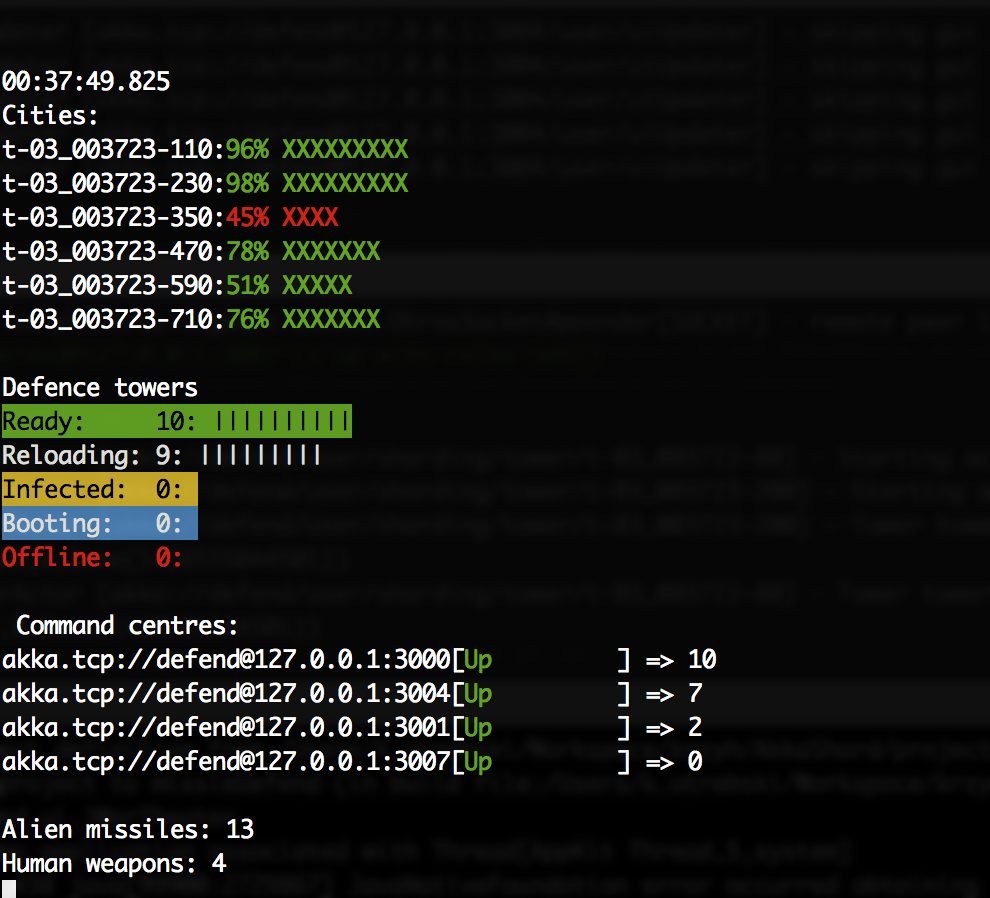 00:37:49.825
Cities:
t-03_003723-110:96% XXXXXXXXX
t-03_003723-230:98% XXXXXXXXX
t-03_003723-350:45% XXXX
t-03_003723-470:78% XXXXXXX
t-03_003723-590:51% XXXXX
t-03_003723-710:76% XXXXXXX
Defence towers
Ready:     10: ||||||||||
Reloading: 9: |||||||||
Infected:  0:
Booting:   0:
Offline:   0:
Command centres:
akka.tcp://defend@127.0.0.1:3000[Up         ] => 10
akka.tcp://defend@127.0.0.1:3004[Up         ] => 7
akka.tcp://defend@127.0.0.1:3001[Up         ] => 2
akka.tcp://defend@127.0.0.1:3007[Up         ] => 0
Alien missiles: 13
Human weapons: 4